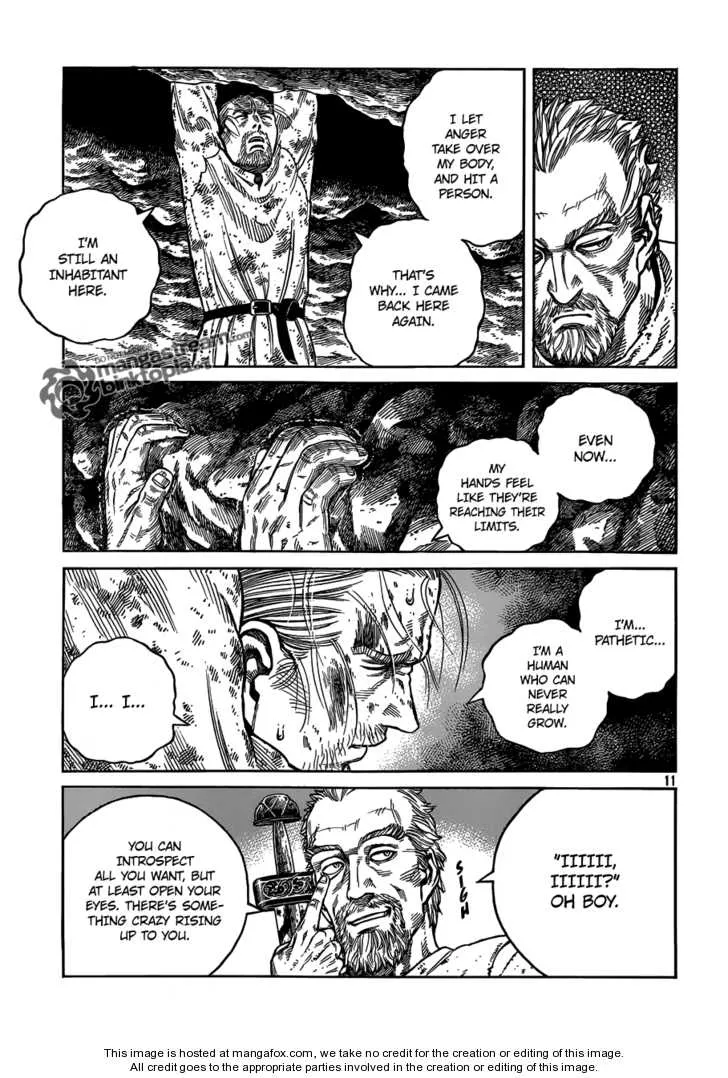 I LET
ANGER
TAKE OVER
MY BODY,
AND HIT A
PERSON.
THAT'S
WHY... I CAME
BACK HERE
AGAIN.
I'M
STILL AN
INHABITANT
HERE.
DO NOT
mangastream.com
binktopia
EVEN
NOW...
MY
HANDS FEEL
LIKE THEY'RE
REACHING THEIR
LIMITS.
I'M...
PATHETIC...
I'M A
HUMAN
WHO CAN
NEVER
REALLY
GROW.
I... I...
11
"IIIIII,
IIIIII?"
OH BOY.
SIGH
YOU CAN
INTROSPECT
ALL YOU WANT, BUT
AT LEAST OPEN YOUR
EYES. THERE'S SOME-
THING CRAZY RISING
UP TO YOU.
This image is hosted at mangafox.com, we take no credit for the creation or editing of this image.
All credit goes to the appropriate parties involved in the creation or editing of this image.